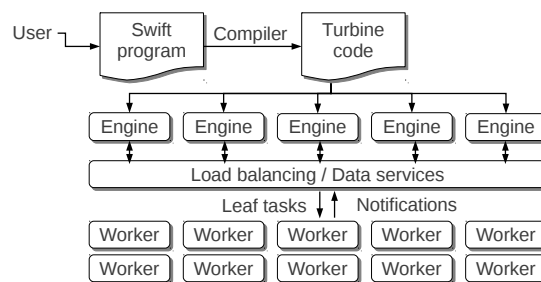 User
Swift
program
Compiler
Turbine
code
Engine Engine Engine Engine Engine
Load balancing / Data services
Leaf tasks Notifications
Worker Worker Worker Worker Worker
Worker Worker Worker Worker Worker